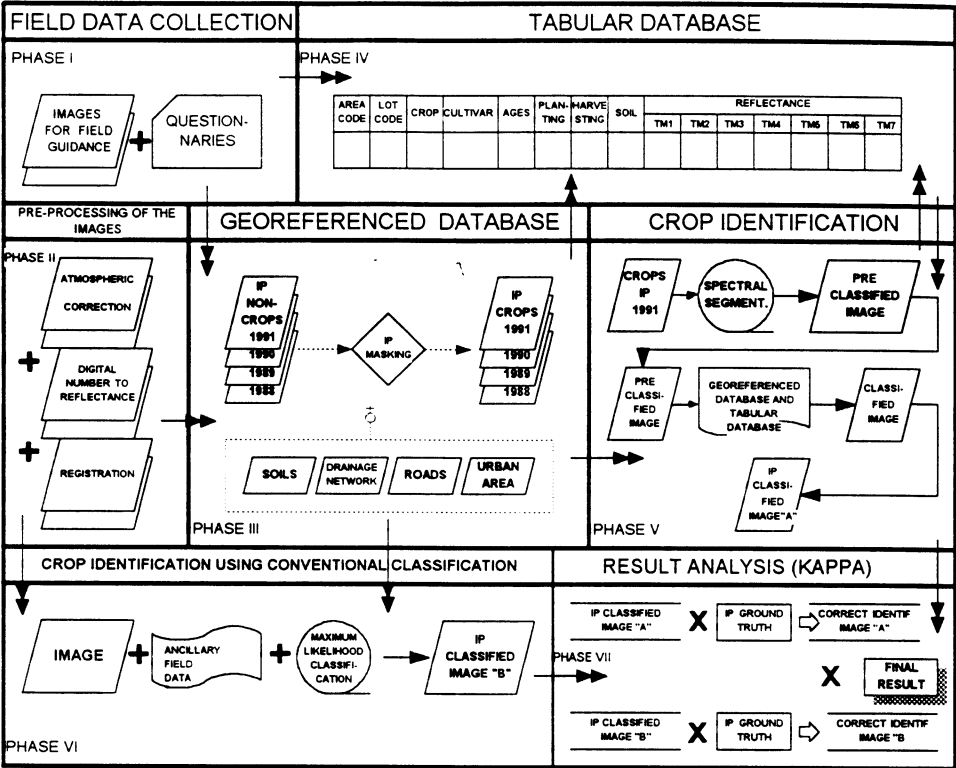 FIELD DATA COLLECTION
PHASE I
IMAGES
FOR FIELD
GUIDANCE
+
QUESTION-
NARIES
TABULAR DATABASE
PHASE IV
AREA
CODE
LOT
CODE
CROP
CULTIVAR
AGES
PLAN-
TING
HARVE
STING
SOIL
REFLECTANCE
TM1 TM2 TM3 TM4 TM5 TM6 TM7
PRE-PROCESSING OF THE
IMAGES
PHASE II
ATMOSPHERIC
CORRECTION
+
DIGITAL
NUMBER TO
REFLECTANCE
+
REGISTRATION
GEOREFERENCED DATABASE
IP
NON-
CROPS
1991
1990
1989
1988
IP
MASKING
IP
CROPS
1991
1990
1989
1988
SOILS
DRAINAGE
NETWORK
ROADS
URBAN
AREA
PHASE III
CROP IDENTIFICATION
CROPS
IP
1991
SPECTRAL
SEGMENT.
PRE
CLASSIFIED
IMAGE
PRE
CLASSI-
FIED
IMAGE
GEOREFERENCED
DATABASE AND
TABULAR
DATABASE
CLASSI-
FIED
IMAGE
IP
CLASSI-
FIED
IMAGE"A"
PHASE V
CROP IDENTIFICATION USING CONVENTIONAL CLASSIFICATION
IMAGE
+
ANCILLARY
FIELD
DATA
+
MAXIMUM
LIKELIHOOD
CLASSIFI-
CATION
IP
CLASSIFIED
IMAGE "B"
PHASE VI
RESULT ANALYSIS (KAPPA)
IP CLASSIFIED
IMAGE "A"
X
IP GROUND
TRUTH
CORRECT IDENTIF
IMAGE "A"
PHASE VII
X
FINAL
RESULT
IP CLASSIFIED
IMAGE "B"
X
IP GROUND
TRUTH
CORRECT IDENTIF
IMAGE "B